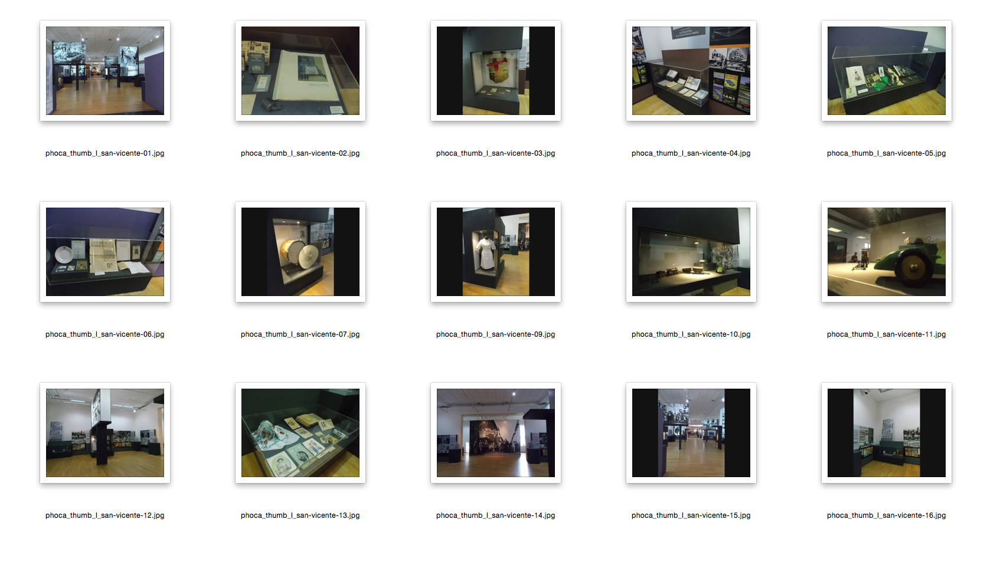 phoca_thumb_l_san-vicente-01.jpg
phoca_thumb_l_san-vicente-02.jpg
phoca_thumb_l_san-vicente-03.jpg
phoca_thumb_l_san-vicente-04.jpg
phoca_thumb_l_san-vicente-05.jpg
phoca_thumb_l_san-vicente-06.jpg
phoca_thumb_l_san-vicente-07.jpg
phoca_thumb_l_san-vicente-09.jpg
phoca_thumb_l_san-vicente-10.jpg
phoca_thumb_l_san-vicente-11.jpg
phoca_thumb_l_san-vicente-12.jpg
phoca_thumb_l_san-vicente-13.jpg
phoca_thumb_l_san-vicente-14.jpg
phoca_thumb_l_san-vicente-15.jpg
phoca_thumb_l_san-vicente-16.jpg